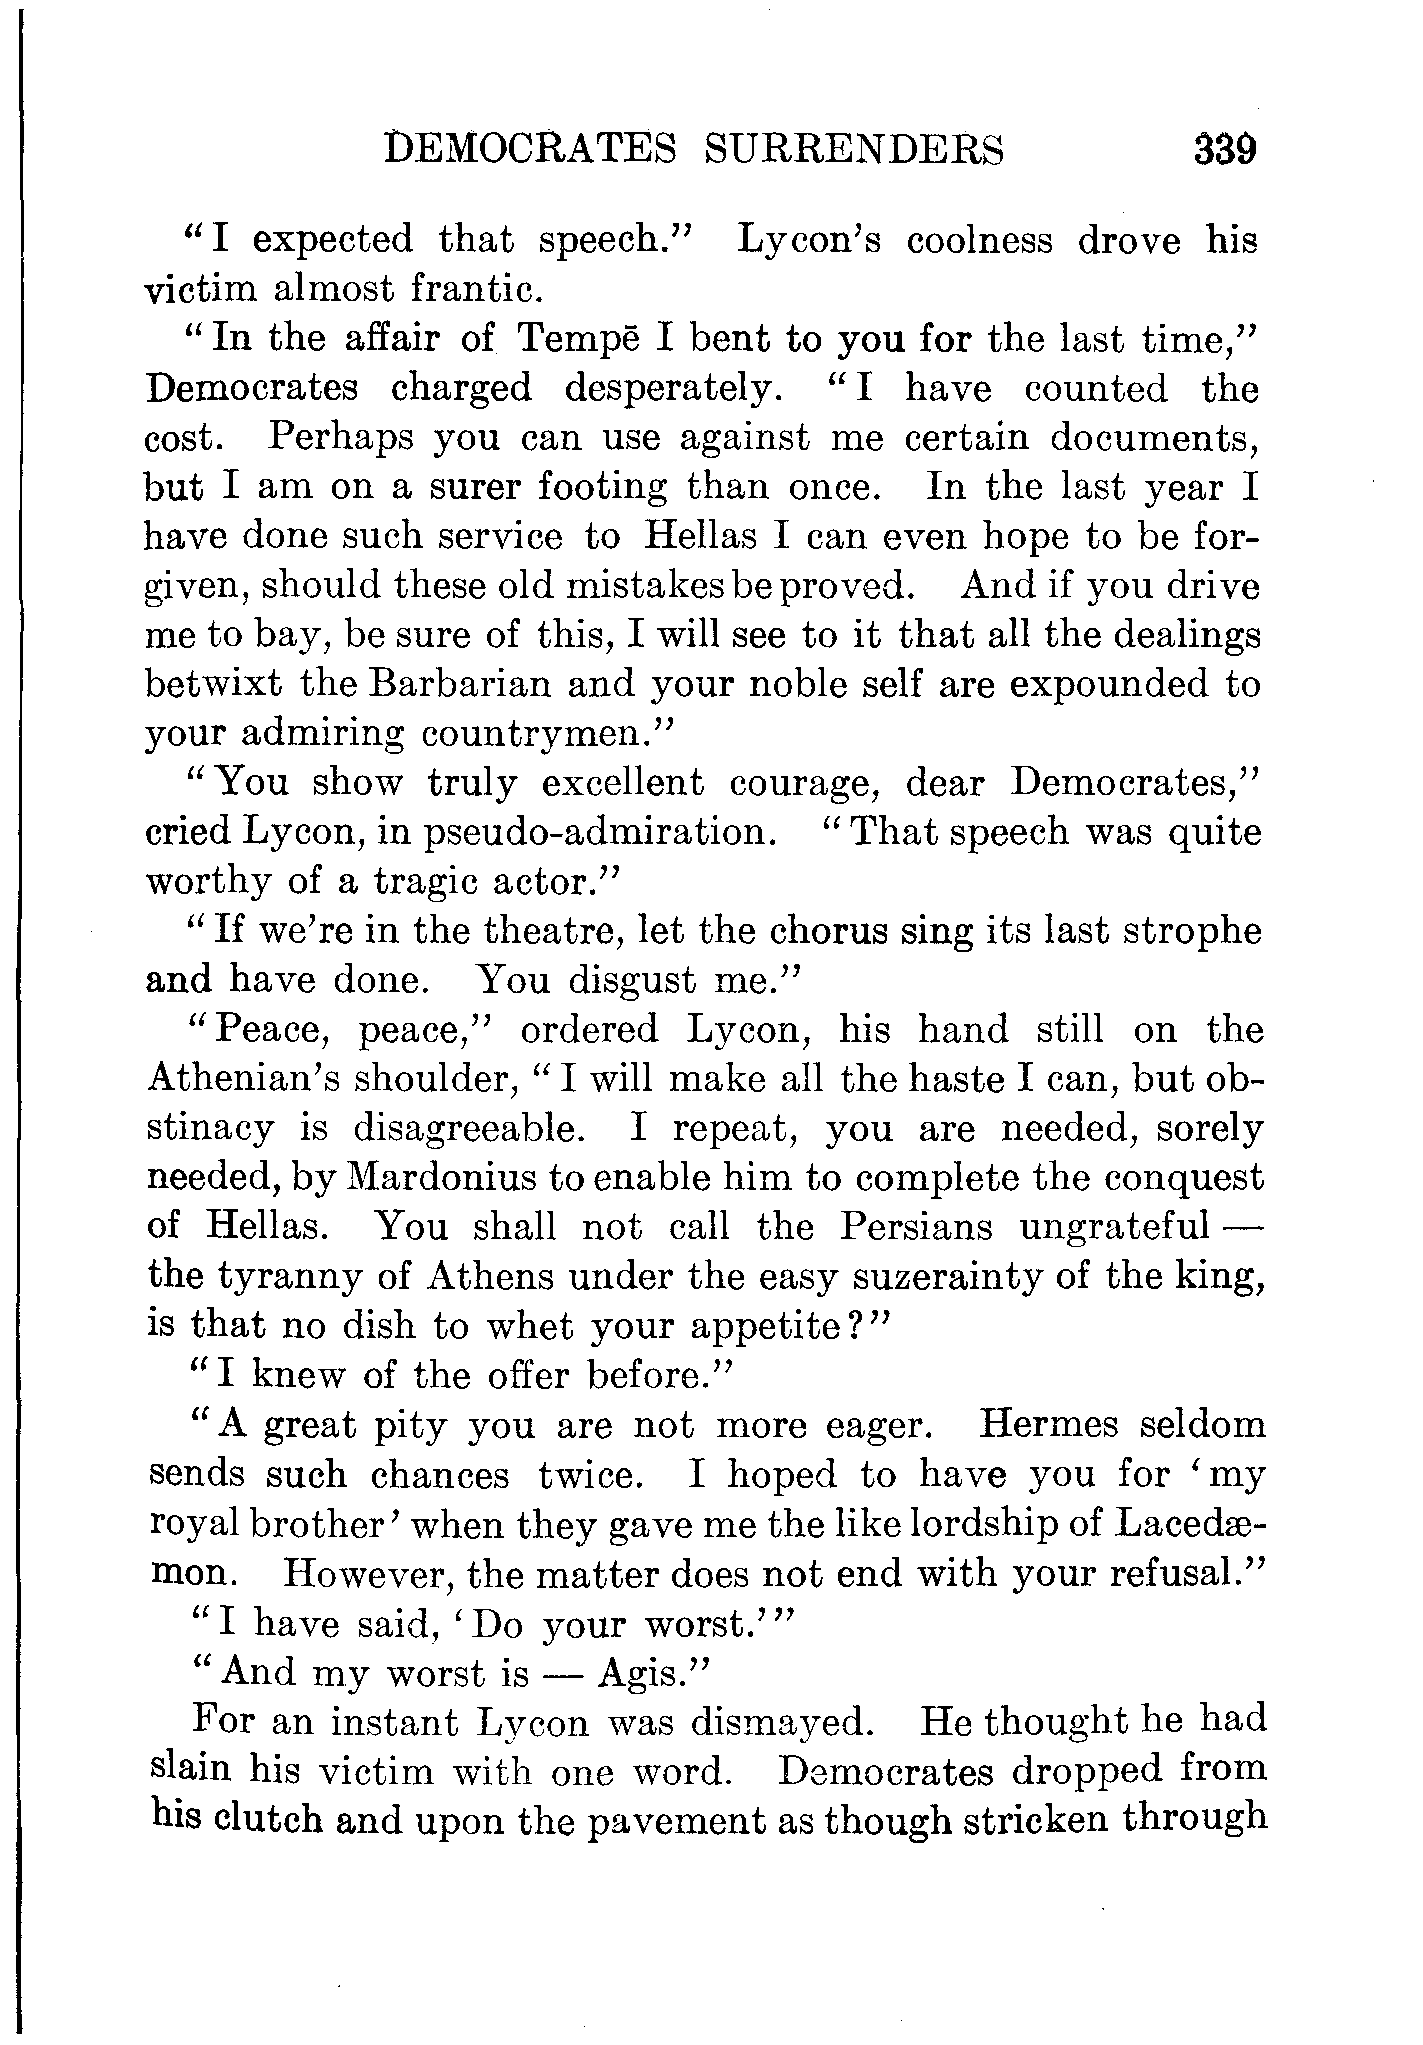 DEMOCRATES SURRENDERS 339
"I expected that speech." Lycon's coolness drove his
victim almost frantic.
"In the affair of Tempē I bent to you for the last time,"
Democrates charged desperately. "I have counted the
cost. Perhaps you can use against me certain documents,
but I am on a surer footing than once. In the last year I
have done such service to Hellas I can even hope to be for-
given, should these old mistakes be proved. And if you drive
me to bay, be sure of this, I will see to it that all the dealings
betwixt the Barbarian and your noble self are expounded to
your admiring countrymen."
"You show truly excellent courage, dear Democrates,"
cried Lycon, in pseudo-admiration. "That speech was quite
worthy of a tragic actor."
"If we're in the theatre, let the chorus sing its last strophe
and have done. You disgust me."
"Peace, peace," ordered Lycon, his hand still on the
Athenian's shoulder, "I will make all the haste I can, but ob-
stinacy is disagreeable. I repeat, you are needed, sorely
needed, by Mardonius to enable him to complete the conquest
of Hellas. You shall not call the Persians ungrateful —
the tyranny of Athens under the easy suzerainty of the king,
is that no dish to whet your appetite?"
"I knew of the offer before."
"A great pity you are not more eager. Hermes seldom
sends such chances twice. I hoped to have you for 'my
royal brother' when they gave me the like lordship of Lacedæ-
mon. However, the matter does not end with your refusal."
"I have said, 'Do your worst.'"
"And my worst is — Agis."
For an instant Lycon was dismayed. He thought he had
slain his victim with one word. Democrates dropped from
his clutch and upon the pavement as though stricken through